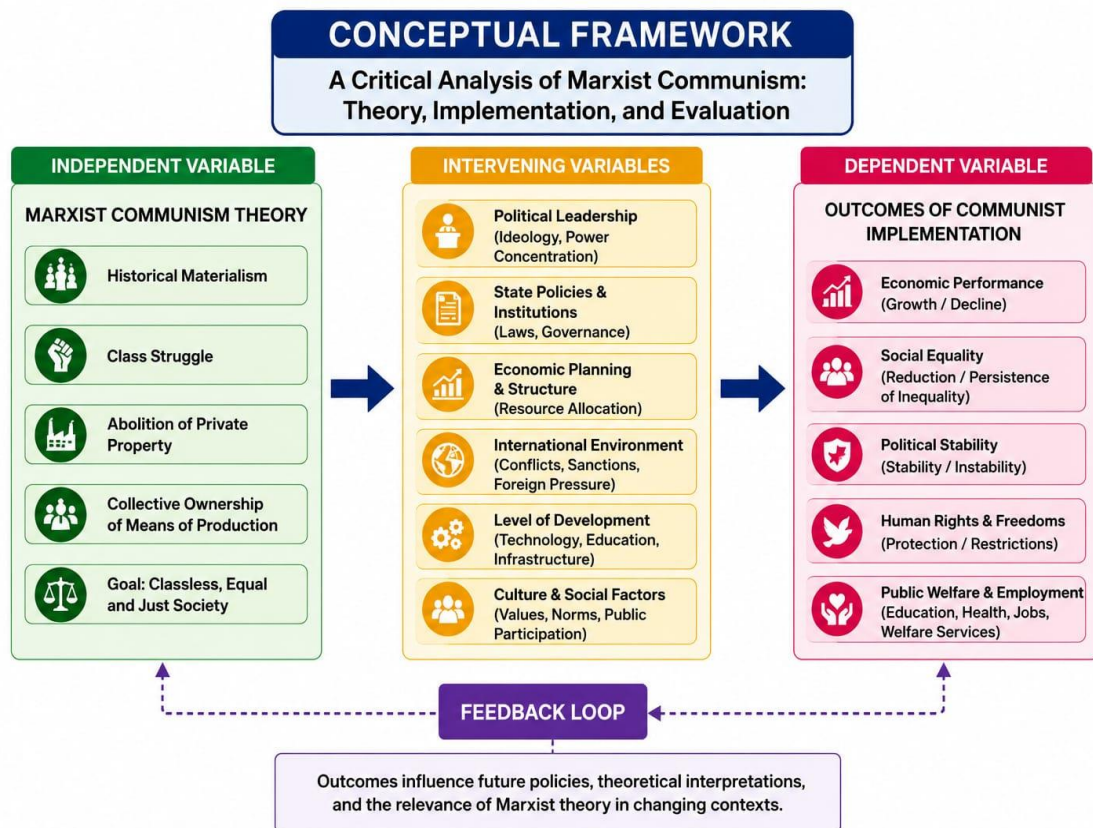 CONCEPTUAL FRAMEWORK
A Critical Analysis of Marxist Communism:
Theory, Implementation, and Evaluation
INDEPENDENT VARIABLE
MARXIST COMMUNISM THEORY
Historical Materialism
Class Struggle
Abolition of Private
Property
Collective Ownership
of Means of Production
Goal: Classless, Equal
and Just Society
INTERVENING VARIABLES
Political Leadership
(Ideology, Power
Concentration)
State Policies &
Institutions
(Laws, Governance)
Economic Planning
& Structure
(Resource Allocation)
International Environment
(Conflicts, Sanctions,
Foreign Pressure)
Level of Development
(Technology, Education,
Infrastructure)
Culture & Social Factors
(Values, Norms, Public
Participation)
DEPENDENT VARIABLE
OUTCOMES OF COMMUNIST
IMPLEMENTATION
Economic Performance
(Growth / Decline)
Social Equality
(Reduction / Persistence
of Inequality)
Political Stability
(Stability / Instability)
Human Rights & Freedoms
(Protection / Restrictions)
Public Welfare & Employment
(Education, Health, Jobs,
Welfare Services)
FEEDBACK LOOP
Outcomes influence future policies, theoretical interpretations,
and the relevance of Marxist theory in changing contexts.